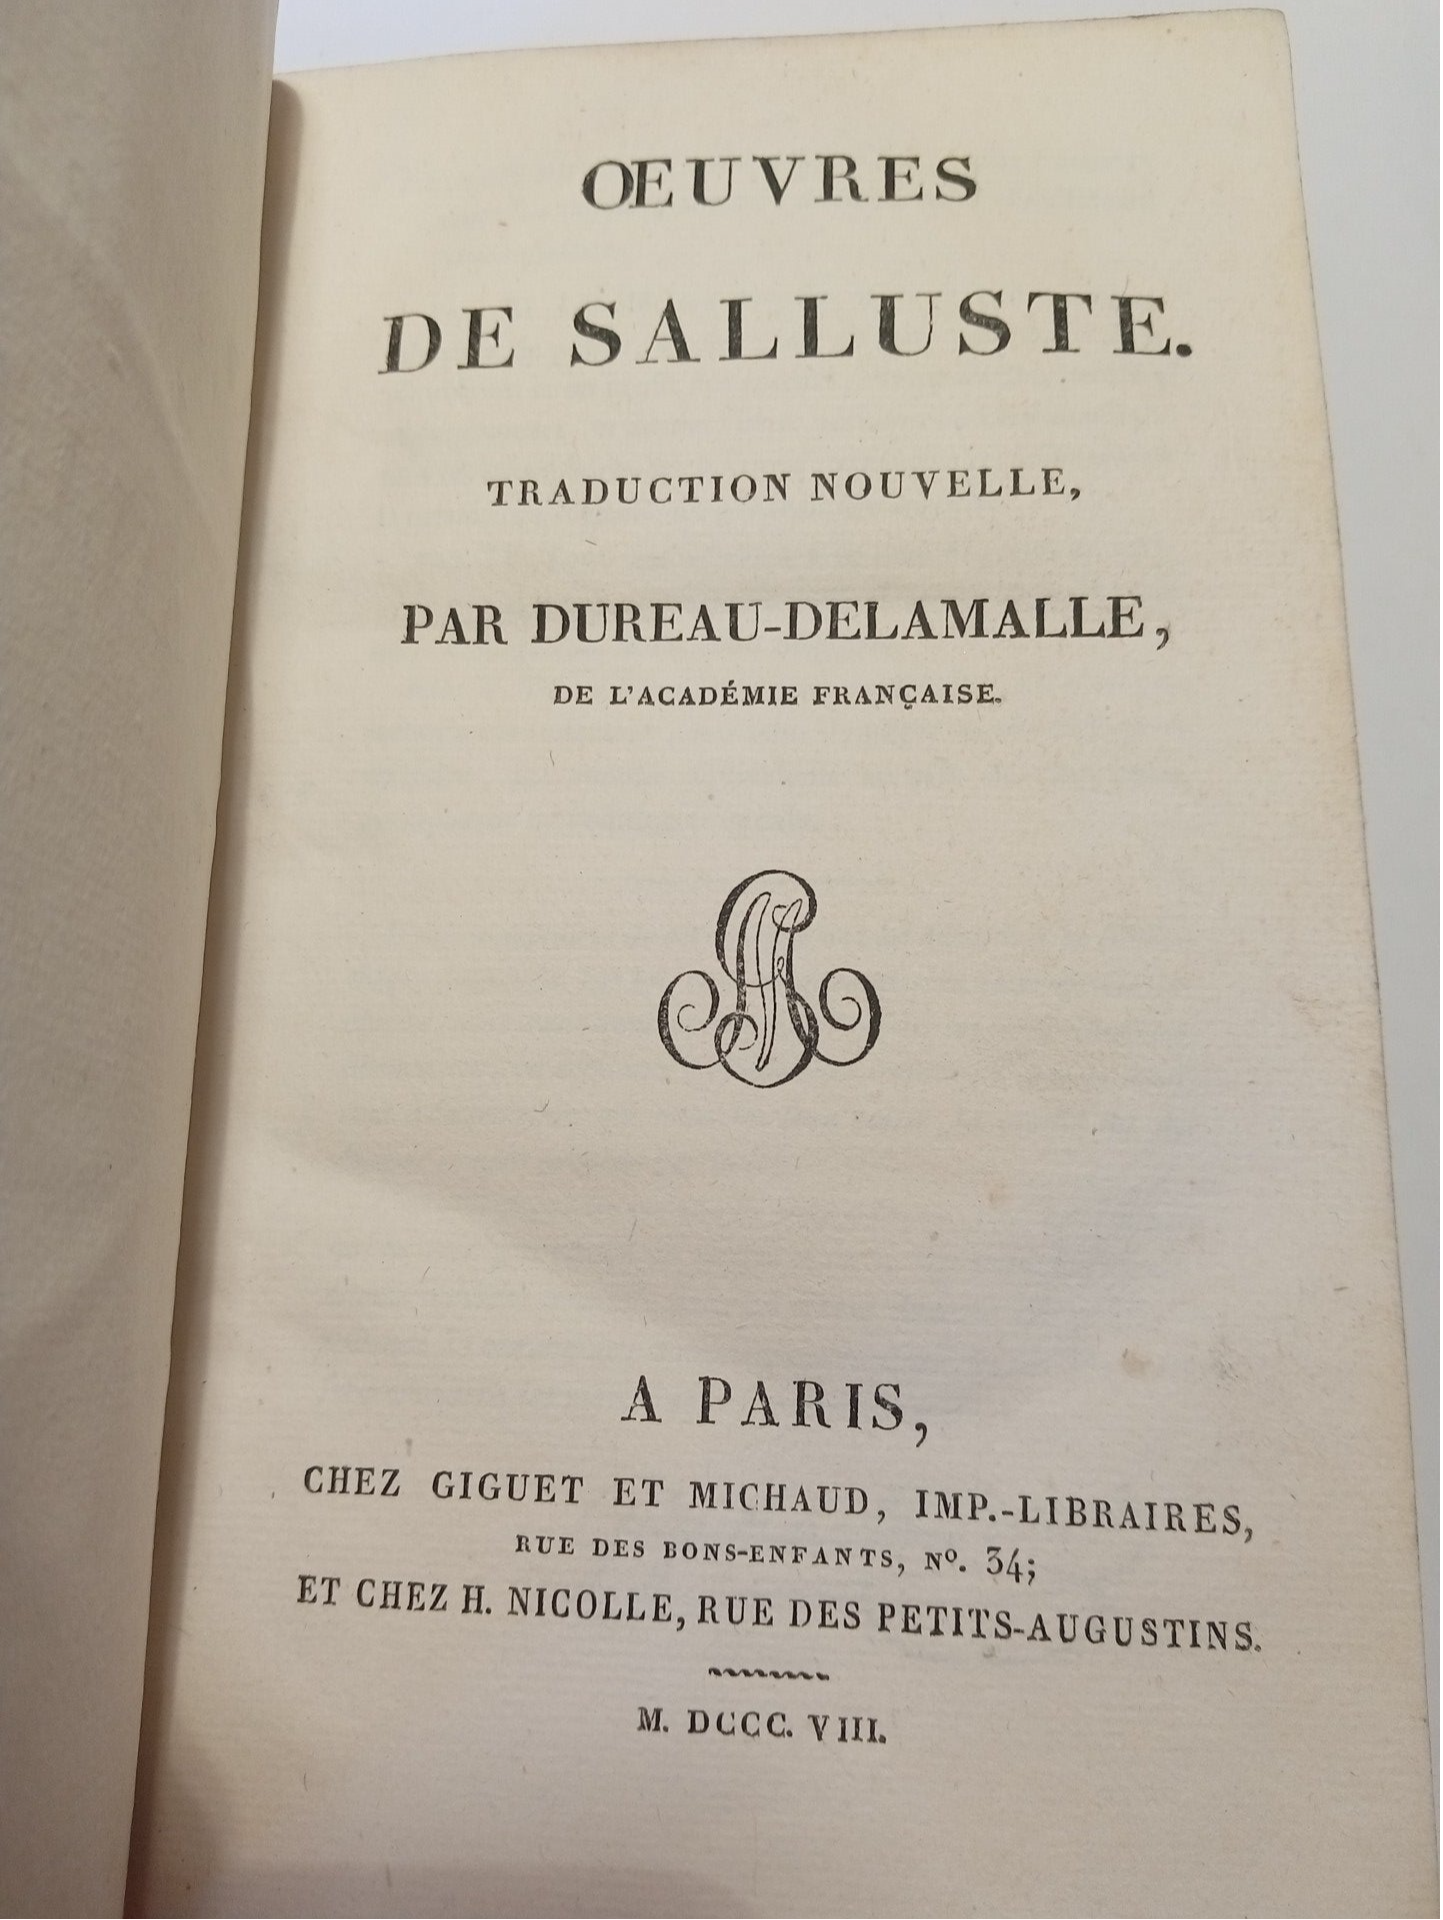 ŒUVRES
DE SALLUSTE.
TRADUCTION NOUVELLE,
PAR DUREAU-DELAMALLE,
DE L'ACADÉMIE FRANÇAISE.
A PARIS,
CHEZ GIGUET ET MICHAUD, IMP.-LIBRAIRES,
RUE DES BONS-ENFANTS, Nº. 34;
ET CHEZ H. NICOLLE, RUE DES PETITS-AUGUSTINS.
M. DCCC. VIII.